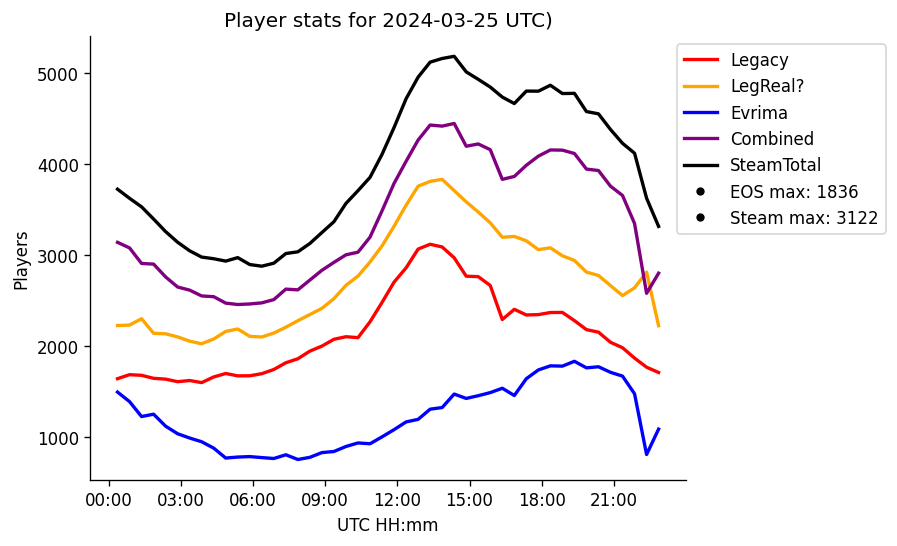 Player stats for 2024-03-25 UTC)
Players
5000
4000
3000
2000
1000
00:00 03:00 06:00 09:00 12:00 15:00 18:00 21:00
UTC HH:mm
Legacy
LegReal?
Evrima
Combined
SteamTotal
EOS max: 1836
Steam max: 3122